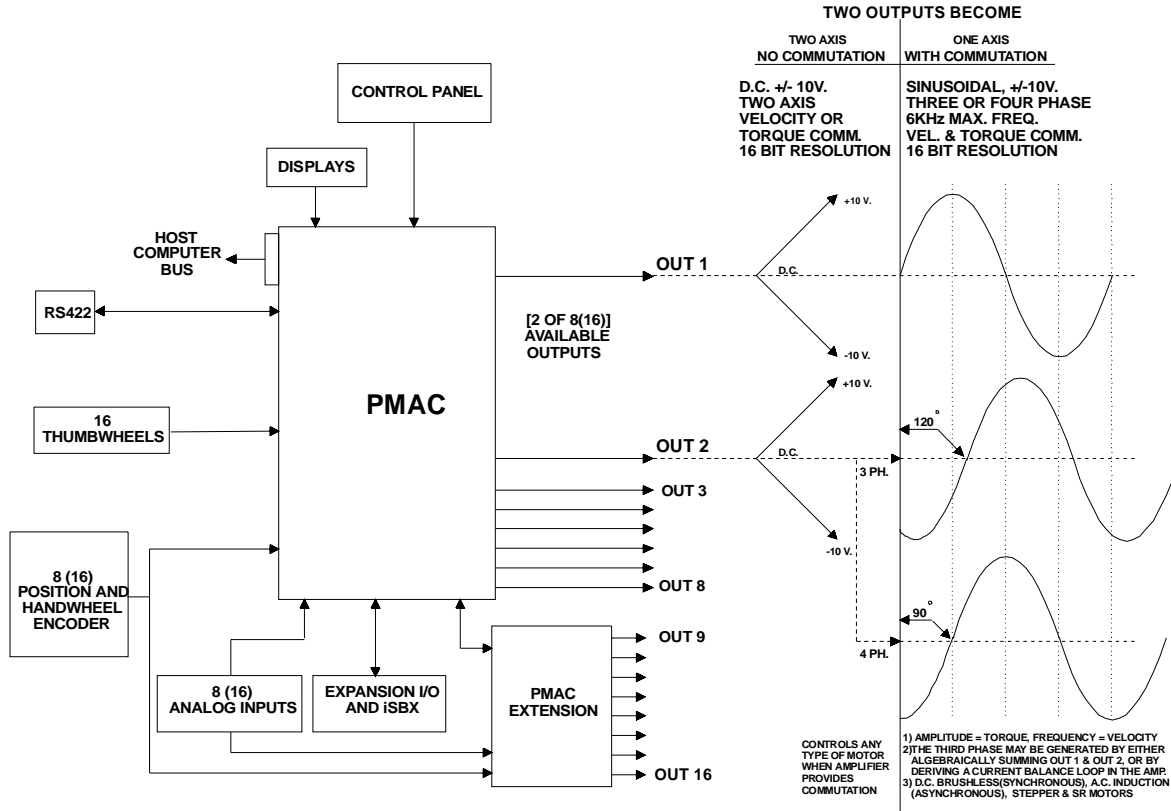 TWO OUTPUTS BECOME
TWO AXIS
NO COMMUTATION
ONE AXIS
WITH COMMUTATION
D.C. +/- 10V.
TWO AXIS
VELOCITY OR
TORQUE COMM.
16 BIT RESOLUTION
SINUSOIDAL, +/-10V.
THREE OR FOUR PHASE
6KHz MAX. FREQ.
VEL. & TORQUE COMM.
16 BIT RESOLUTION
CONTROL PANEL
DISPLAYS
HOST
COMPUTER
BUS
RS422
16
THUMBWHEELS
8 (16)
POSITION AND
HANDWHEEL
ENCODER
PMAC
8 (16)
ANALOG INPUTS
EXPANSION I/O
AND iSBX
PMAC
EXTENSION
OUT 1
[2 OF 8(16)]
AVAILABLE
OUTPUTS
OUT 2
OUT 3
OUT 8
OUT 9
OUT 16
+10 V.
D.C.
-10 V.
+10 V.
D.C.
-10 V.
120°
3 PH.
90°
4 PH.
CONTROLS ANY
TYPE OF MOTOR
WHEN AMPLIFIER
PROVIDES
COMMUTATION
1) AMPLITUDE = TORQUE, FREQUENCY = VELOCITY
2)THE THIRD PHASE MAY BE GENERATED BY EITHER
ALGEBRAICALLY SUMMING OUT 1 & OUT 2, OR BY
DERIVING A CURRENT BALANCE LOOP IN THE AMP.
3) D.C. BRUSHLESS(SYNCHRONOUS), A.C. INDUCTION
(ASYNCHRONOUS), STEPPER & SR MOTORS